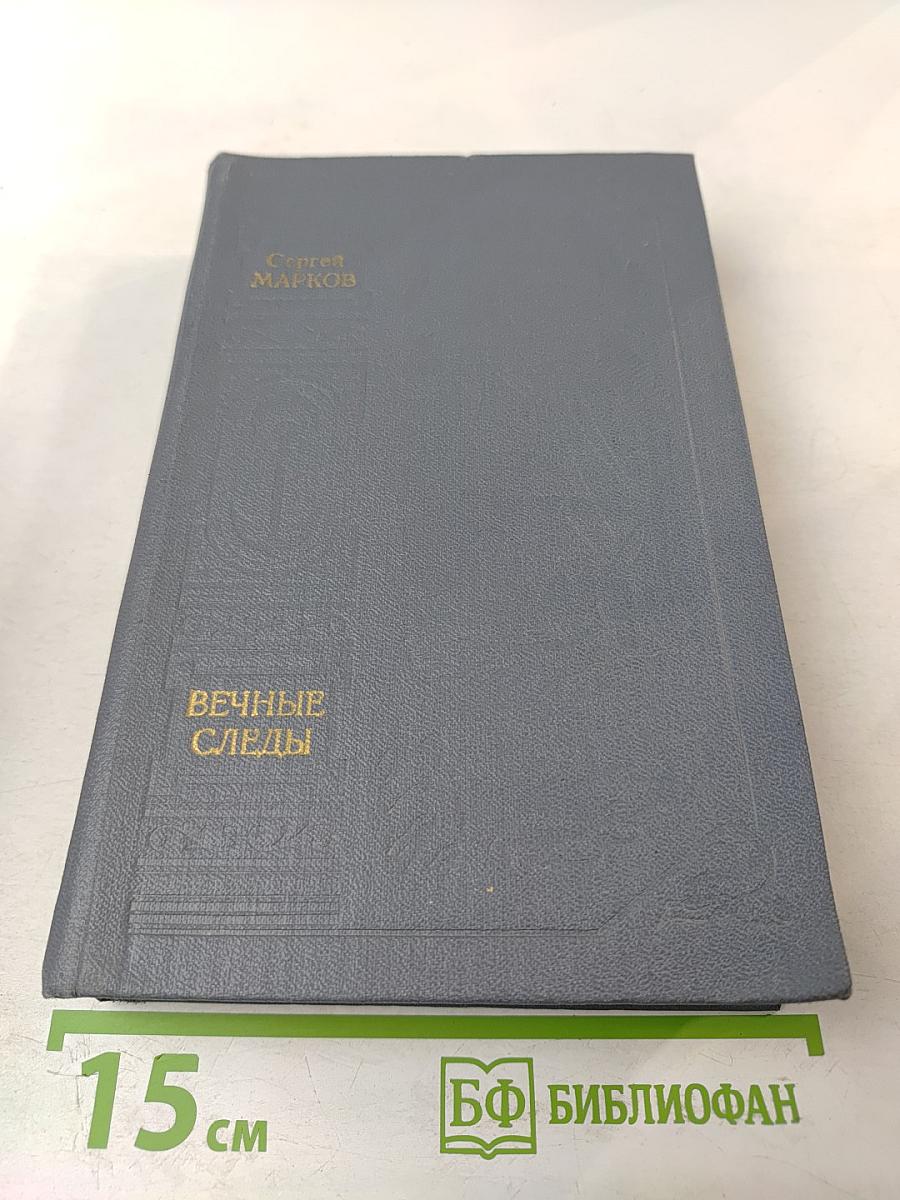 Сергей
МАРКОВ
ВЕЧНЫЕ
СЛЕДЫ
15 см
БФ БИБЛИОФАН